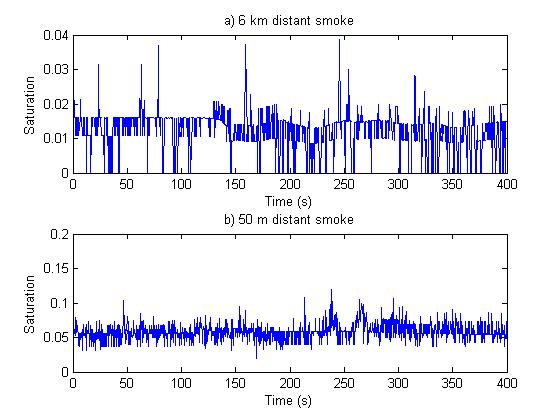 a) 6 km distant smoke
0.04
0.03
0.02
0.01
0
Saturation
0 50 100 150 200 250 300 350 400
Time (s)
b) 50 m distant smoke
0.2
0.15
0.1
0.05
0
Saturation
0 50 100 150 200 250 300 350 400
Time (s)